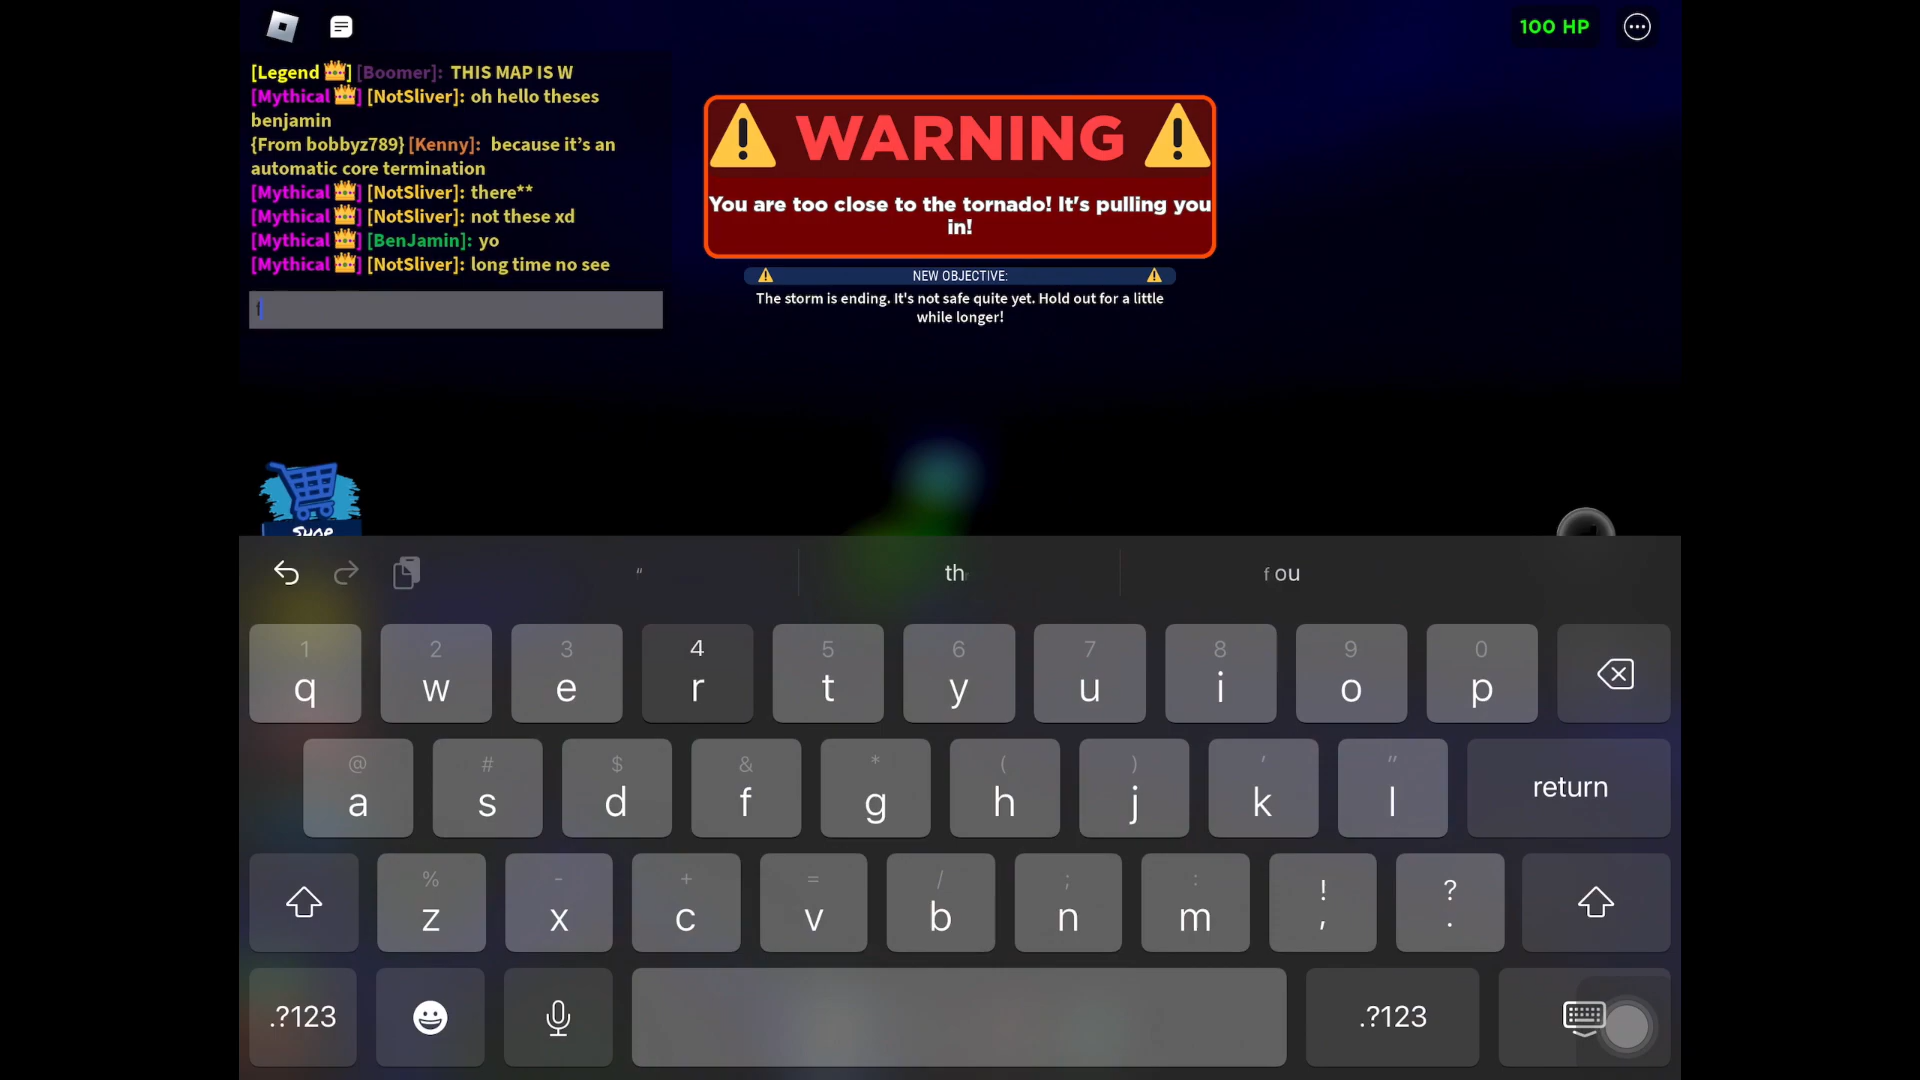 100 HP
[Legend 👑] [Boomer]: THIS MAP IS W
[Mythical 👑] [NotSliver]: oh hello theses
benjamin
{From bobbyz789} [Kenny]: because it’s an
automatic core termination
[Mythical 👑] [NotSliver]: there**
[Mythical 👑] [NotSliver]: not these xd
[Mythical 👑] [BenJamin]: yo
[Mythical 👑] [NotSliver]: long time no see
WARNING
You are too close to the tornado! It's pulling you
in!
NEW OBJECTIVE:
The storm is ending. It's not safe quite yet. Hold out for a little
while longer!
SHOP
“ th f ou
1 2 3 4 5 6 7 8 9 0
q w e r t y u i o p
@ # $ & * ( ) ' "
a s d f g h j k l return
% - + = / ; : ! ?
z x c v b n m , .
.?123 .?123